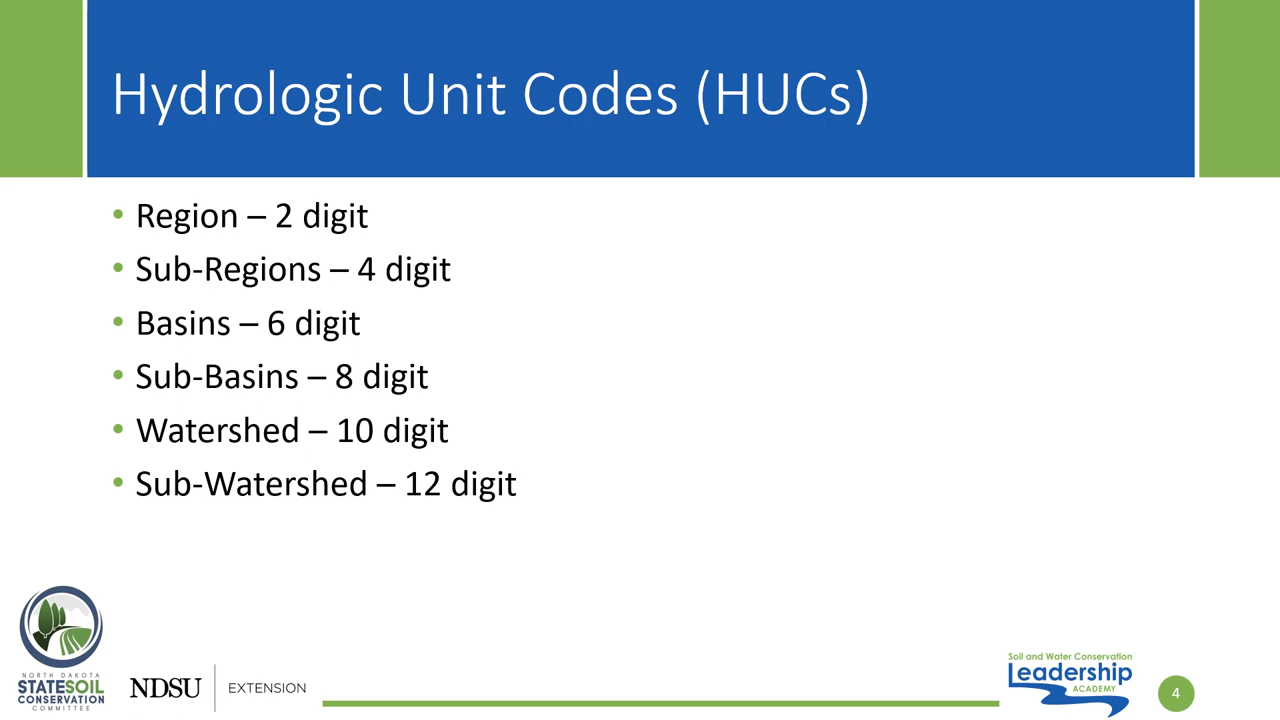 Hydrologic Unit Codes (HUCs)
• Region – 2 digit
• Sub-Regions – 4 digit
• Basins – 6 digit
• Sub-Basins – 8 digit
• Watershed – 10 digit
• Sub-Watershed – 12 digit
NORTH DAKOTA
STATESOIL
CONSERVATION
COMMITTEE
NDSU EXTENSION
Soil and Water Conservation
Leadership
ACADEMY
4